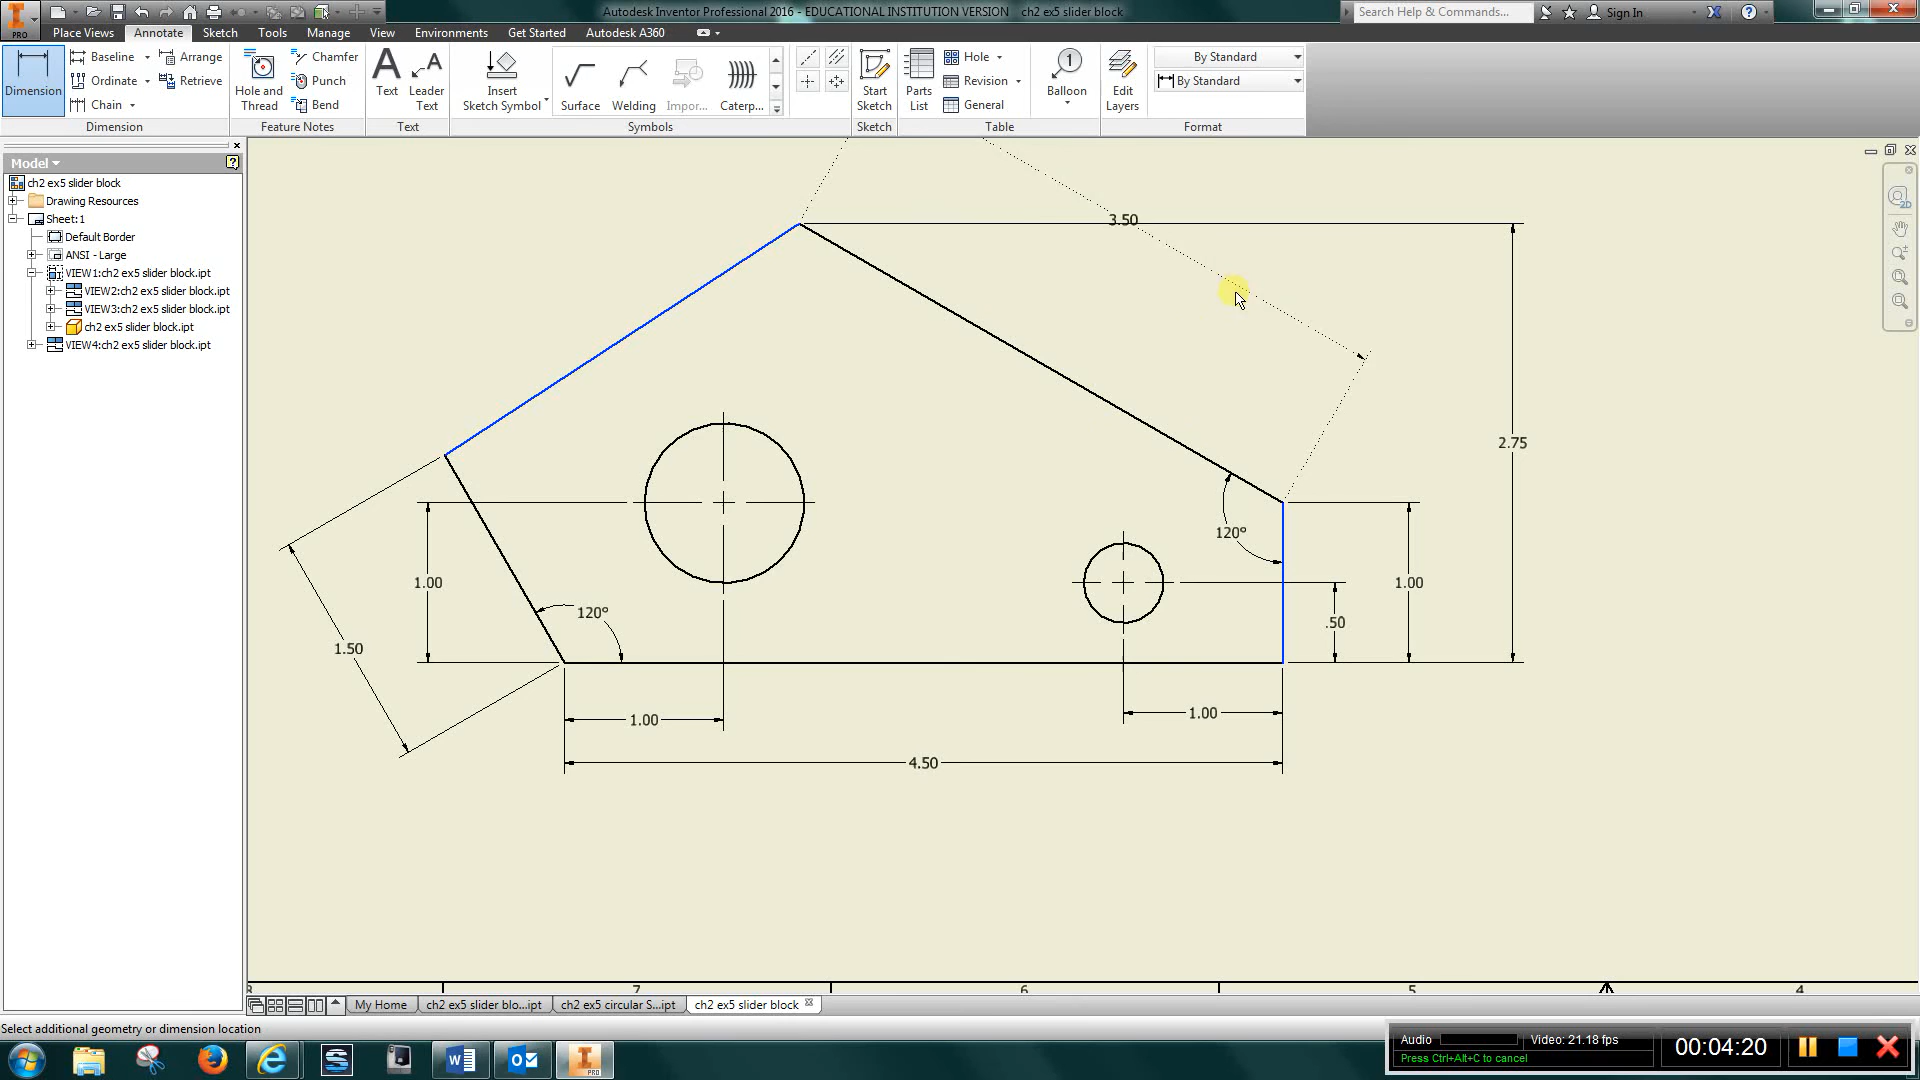 Autodesk Inventor Professional 2016 - EDUCATIONAL INSTITUTION VERSION   ch2 ex5 slider block
Search Help & Commands...
Sign In
PRO
Place Views
Annotate
Sketch
Tools
Manage
View
Environments
Get Started
Autodesk A360
Dimension
Baseline
Ordinate
Chain
Arrange
Retrieve
Dimension
Hole and Thread
Chamfer
Punch
Bend
Feature Notes
Text
Leader Text
Text
Insert Sketch Symbol
Surface
Welding
Impor...
Caterp...
Symbols
Start Sketch
Sketch
Parts List
Hole
Revision
General
Table
1
Balloon
Edit Layers
By Standard
By Standard
Format
Model
ch2 ex5 slider block
Drawing Resources
Sheet:1
Default Border
ANSI - Large
VIEW1:ch2 ex5 slider block.ipt
VIEW2:ch2 ex5 slider block.ipt
VIEW3:ch2 ex5 slider block.ipt
ch2 ex5 slider block.ipt
VIEW4:ch2 ex5 slider block.ipt
2D
3.50
2.75
120°
1.00
1.00
120°
.50
1.50
1.00
1.00
4.50
7
6
5
4
My Home
ch2 ex5 slider blo...ipt
ch2 ex5 circular S...ipt
ch2 ex5 slider block
Select additional geometry or dimension location
Audio
Video: 21.18 fps
Press Ctrl+Alt+C to cancel
00:04:20
PRO